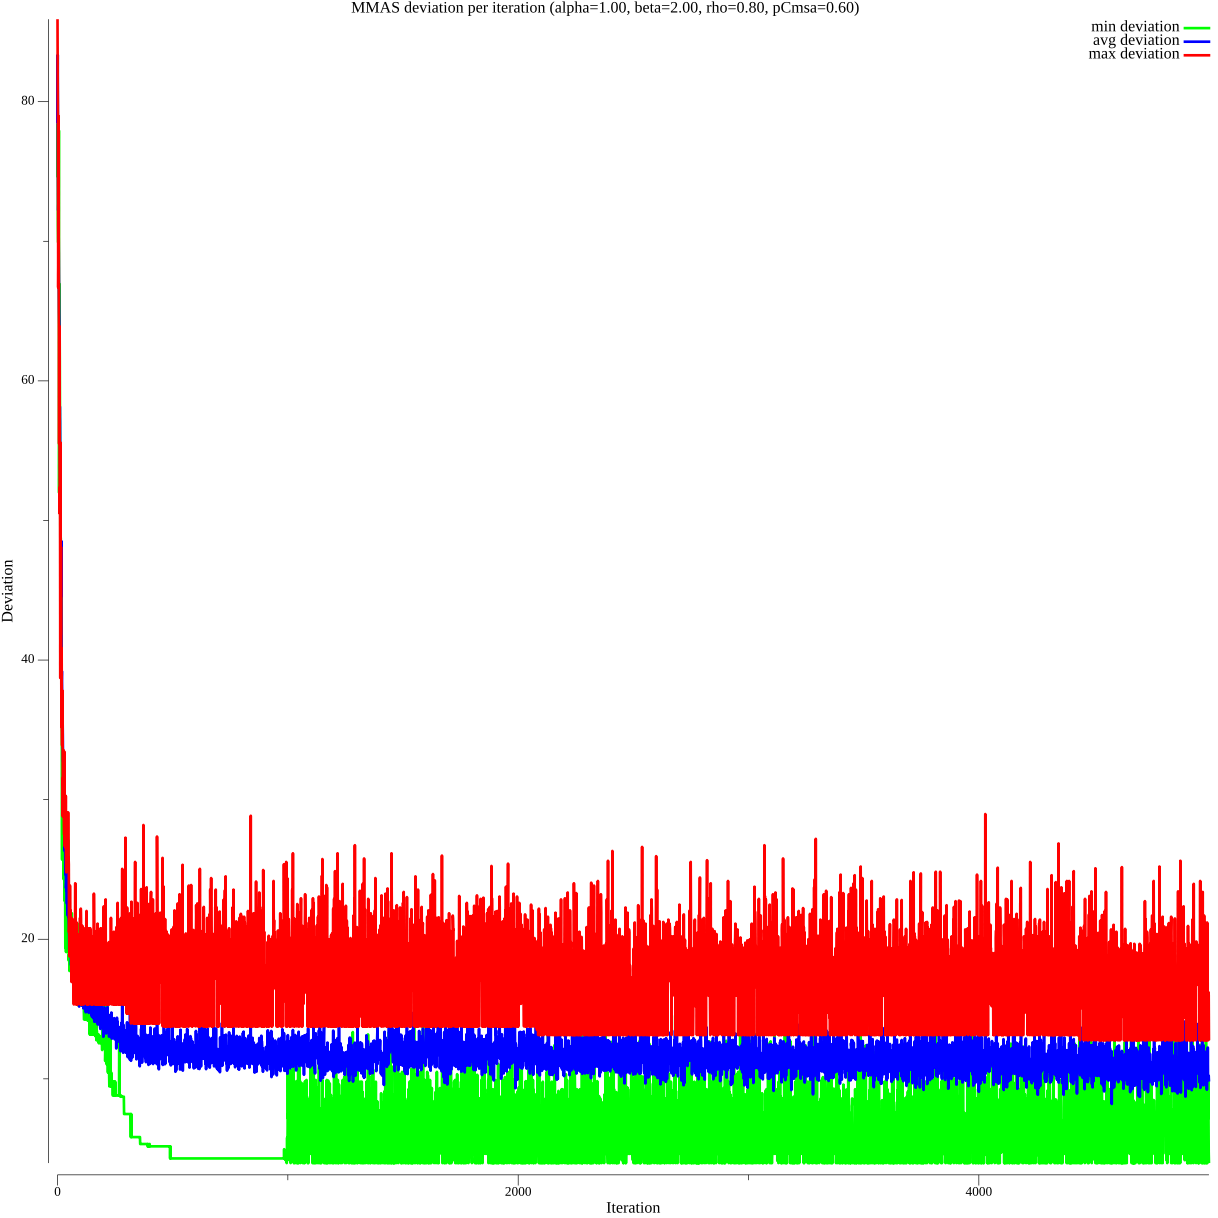 MMAS deviation per iteration (alpha=1.00, beta=2.00, rho=0.80, pCmsa=0.60)
min deviation
avg deviation
max deviation
80
60
40
20
Deviation
0
2000
4000
Iteration